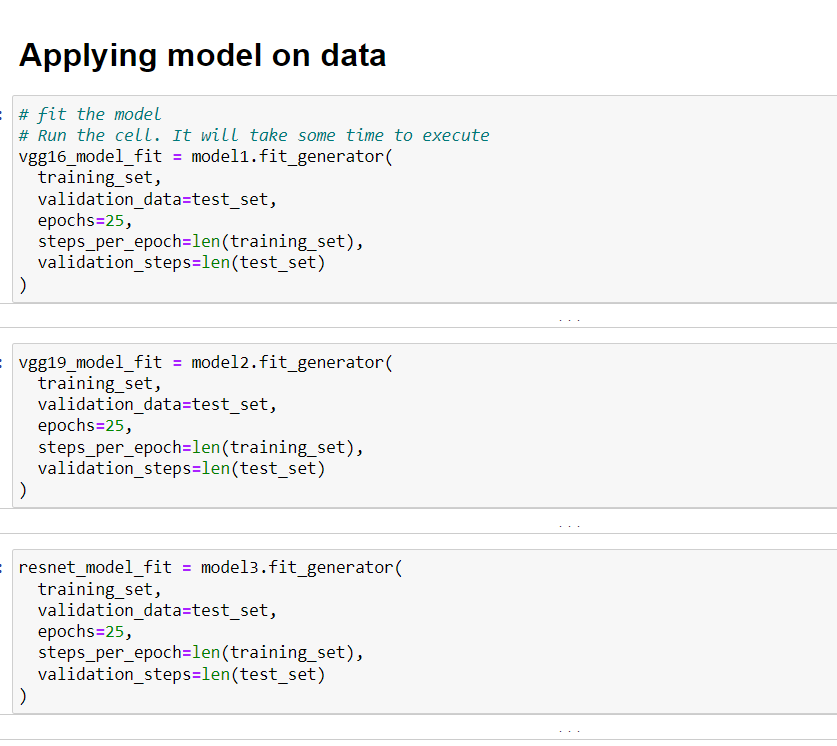 Applying model on data
# fit the model
# Run the cell. It will take some time to execute
vgg16_model_fit = model1.fit_generator(
  training_set,
  validation_data=test_set,
  epochs=25,
  steps_per_epoch=len(training_set),
  validation_steps=len(test_set)
)
...
vgg19_model_fit = model2.fit_generator(
  training_set,
  validation_data=test_set,
  epochs=25,
  steps_per_epoch=len(training_set),
  validation_steps=len(test_set)
)
...
resnet_model_fit = model3.fit_generator(
  training_set,
  validation_data=test_set,
  epochs=25,
  steps_per_epoch=len(training_set),
  validation_steps=len(test_set)
)
...